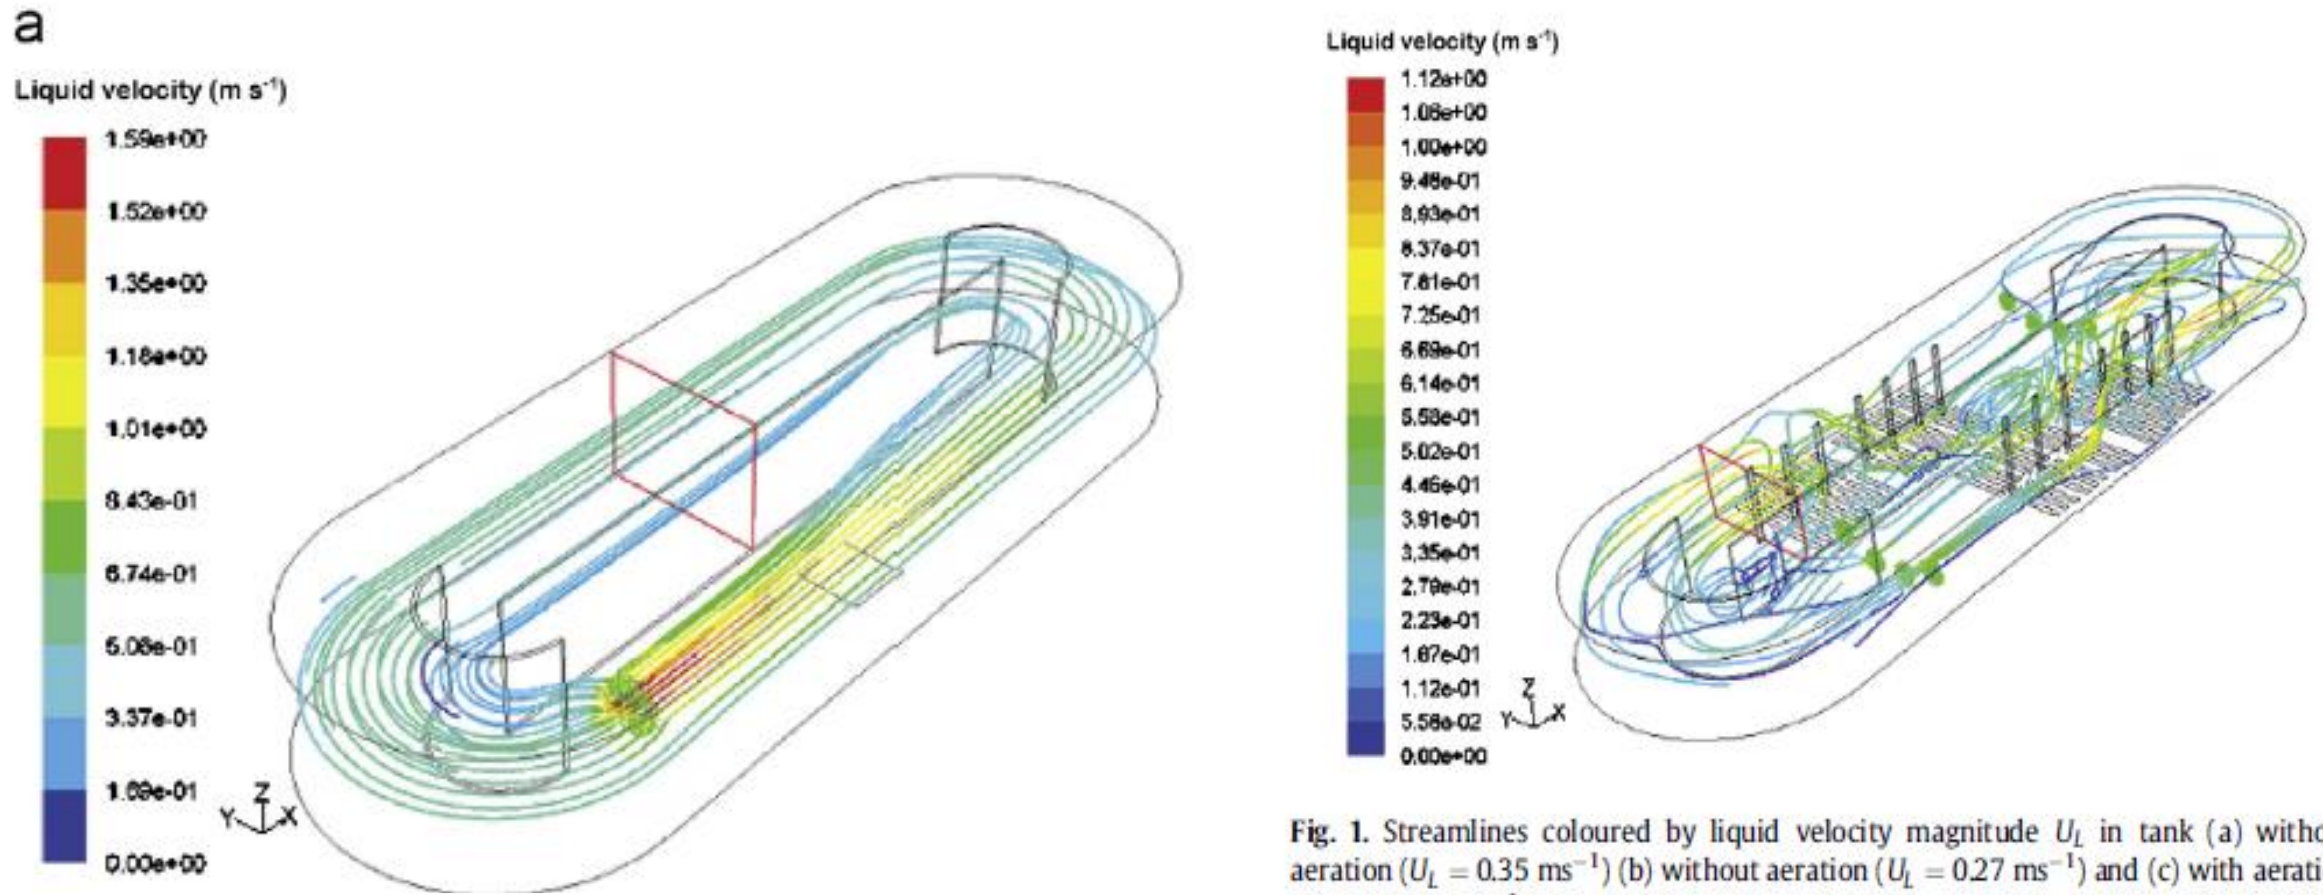 a
Liquid velocity (m s⁻¹)
1.59e+00
1.52e+00
1.35e+00
1.18e+00
1.01e+00
8.43e-01
6.74e-01
5.06e-01
3.37e-01
1.69e-01
0.00e+00
Z
Y X
Liquid velocity (m s⁻¹)
1.12e+00
1.06e+00
1.00e+00
9.48e-01
8.93e-01
8.37e-01
7.81e-01
7.25e-01
6.69e-01
6.14e-01
5.58e-01
5.02e-01
4.46e-01
3.91e-01
3.35e-01
2.79e-01
2.23e-01
1.67e-01
1.12e-01
5.58e-02
0.00e+00
Z
Y X
Fig. 1. Streamlines coloured by liquid velocity magnitude U_L in tank (a) witho
aeration (U_L = 0.35 ms⁻¹) (b) without aeration (U_L = 0.27 ms⁻¹) and (c) with aerati